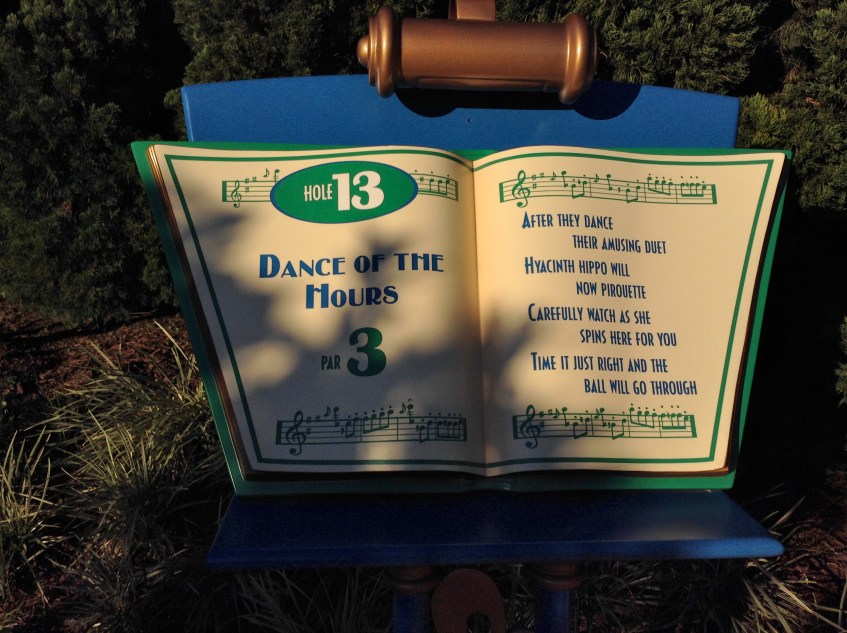 HOLE 13
DANCE OF THE
HOURS
PAR 3
AFTER THEY DANCE
THEIR AMUSING DUET
HYACINTH HIPPO WILL
NOW PIROUETTE
CAREFULLY WATCH AS SHE
SPINS HERE FOR YOU
TIME IT JUST RIGHT AND THE
BALL WILL GO THROUGH